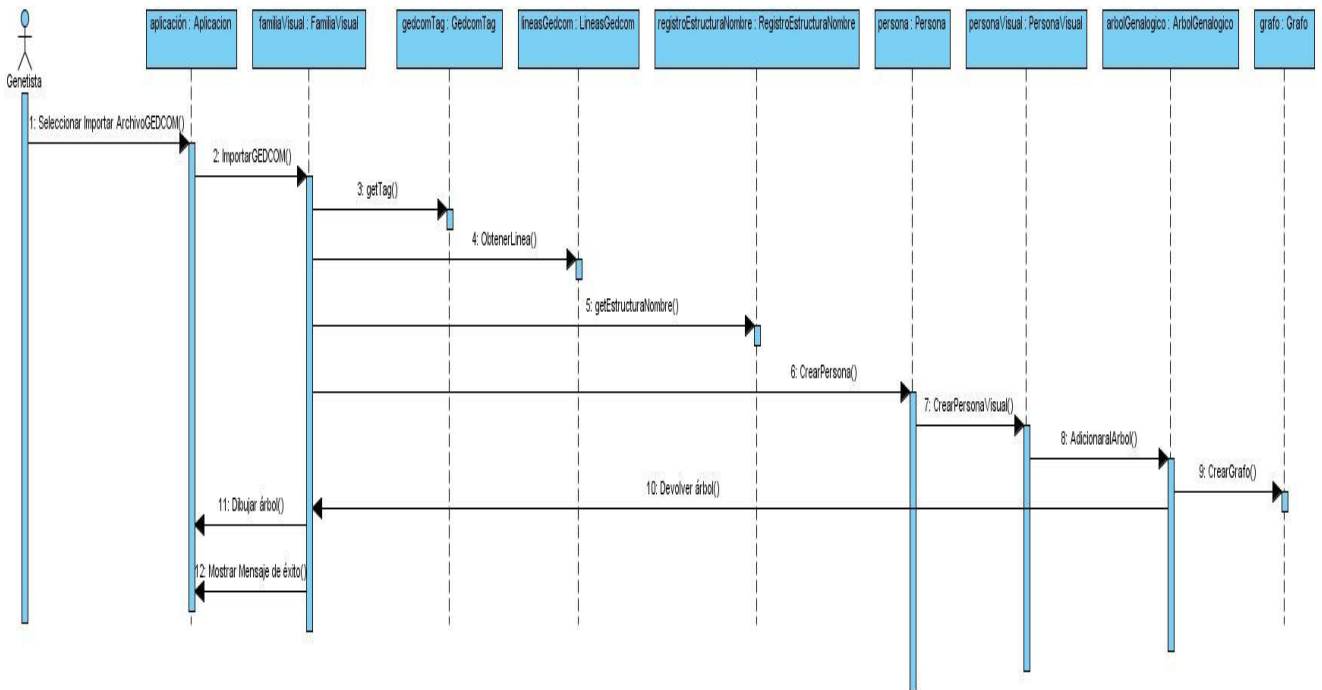 aplicación : Aplicacion
familiaVisual : FamiliaVisual
gedcomTag : GedcomTag
lineasGedcom : LineasGedcom
registroEstructuraNombre : RegistroEstructuraNombre
persona : Persona
personaVisual : PersonaVisual
arbolGenalogico : ArbolGenalogico
grafo : Grafo
Genetista
1: Seleccionar Importar ArchivoGEDCOM()
2: ImportarGEDCOM()
3: getTag()
4: ObtenerLinea()
5: getEstructuraNombre()
6: CrearPersona()
7: CrearPersonaVisual()
8: AdicionaralArbol()
9: CrearGrafo()
10: Devolver árbol()
11: Dibujar árbol()
12: Mostrar Mensaje de éxito()